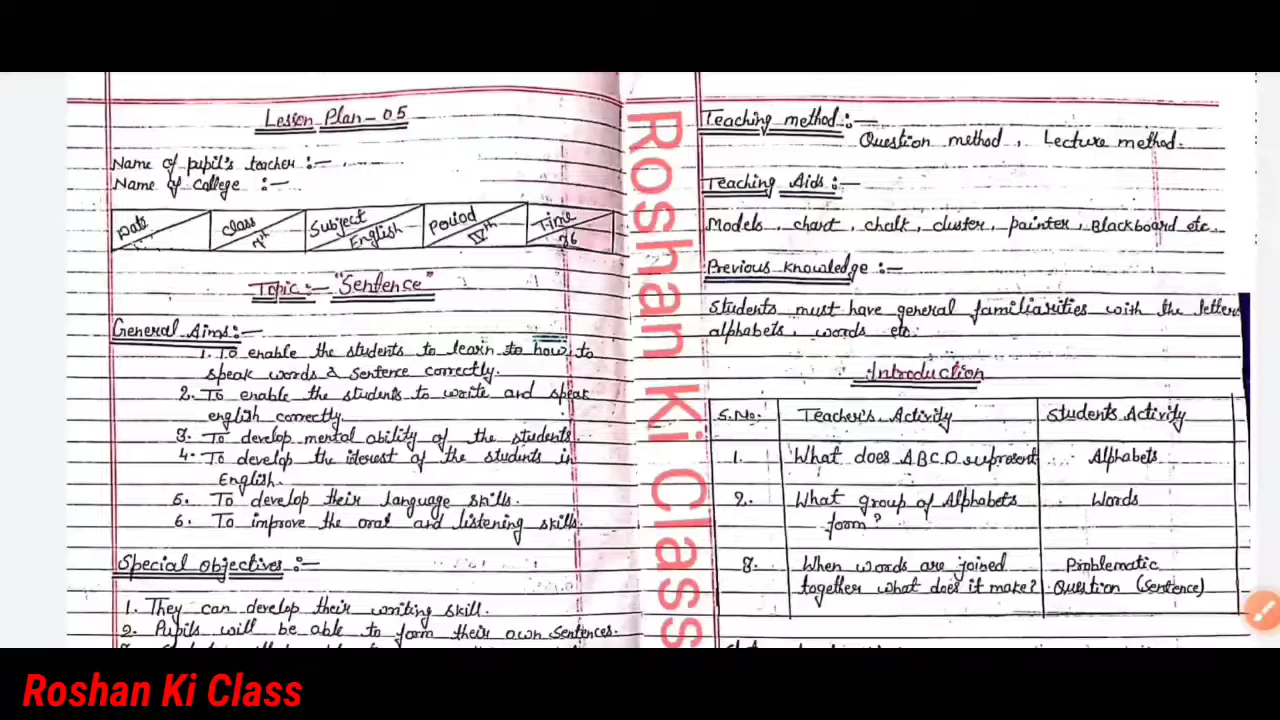 Lesson Plan - 05
Name of pupil's teacher :-
Name of college :-
Date
Class 7th
Subject English
Period IVth
Time 36
Topic :- "Sentence"
General Aims:-
1. To enable the students to learn to how to
speak words a sentence correctly.
2. To enable the students to write and speak
english correctly
3. To develop mental ability of the students.
4. To develop the interest of the students in
English.
5. To develop their language skills.
6. To improve the oral and listening skills
Special objectives :-
1. They can develop their writing skill.
2. Pupils will be able to form their own sentences.
Roshan Ki Class
Teaching method :-
Question method , Lecture method.
Teaching Aids :-
Models , chart , chalk , cluster , painter , Blackboard etc.
Previous knowledge :-
Students must have general familiarities with the letters
alphabets, words etc.
Introduction
S.No. Teacher's Activity Students Activity
1. What does A.B.C.D. represent Alphabets
2. What group of Alphabets Words
form?
3. When words are joined Problematic
together what does it make? Question (Sentence)
Roshan Ki Class